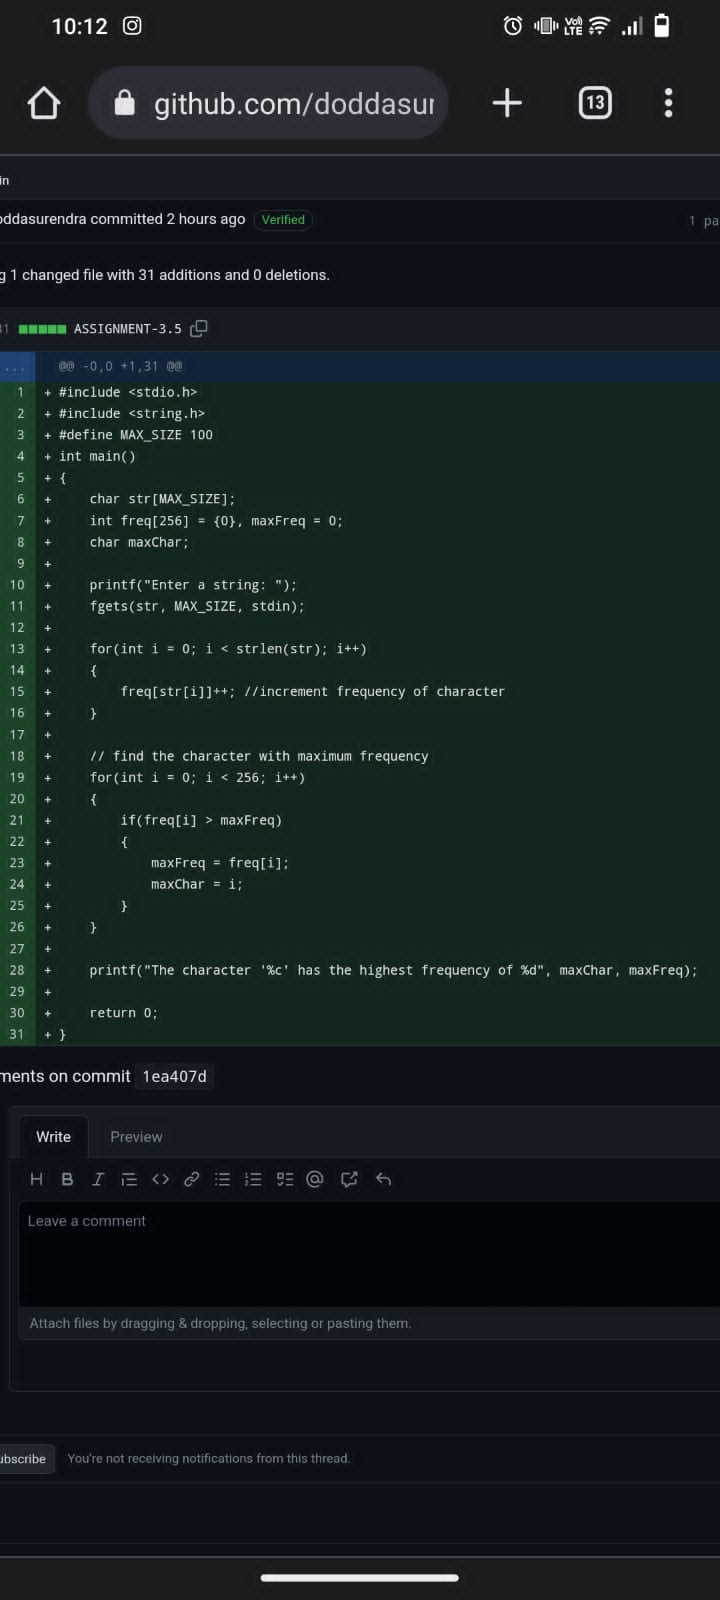 10:12
VoI) LTE
github.com/doddasur
13
in
oddasurendra committed 2 hours ago Verified
1 pa
g 1 changed file with 31 additions and 0 deletions.
31 ASSIGNMENT-3.5
... @@ -0,0 +1,31 @@
1 + #include <stdio.h>
2 + #include <string.h>
3 + #define MAX_SIZE 100
4 + int main()
5 + {
6 +     char str[MAX_SIZE];
7 +     int freq[256] = {0}, maxFreq = 0;
8 +     char maxChar;
9 +
10 +     printf("Enter a string: ");
11 +     fgets(str, MAX_SIZE, stdin);
12 +
13 +     for(int i = 0; i < strlen(str); i++)
14 +     {
15 +         freq[str[i]]++; //increment frequency of character
16 +     }
17 +
18 +     // find the character with maximum frequency
19 +     for(int i = 0; i < 256; i++)
20 +     {
21 +         if(freq[i] > maxFreq)
22 +         {
23 +             maxFreq = freq[i];
24 +             maxChar = i;
25 +         }
26 +     }
27 +
28 +     printf("The character '%c' has the highest frequency of %d", maxChar, maxFreq);
29 +
30 +     return 0;
31 + }
ments on commit 1ea407d
Write Preview
Leave a comment
Attach files by dragging & dropping, selecting or pasting them.
ubscribe You're not receiving notifications from this thread.